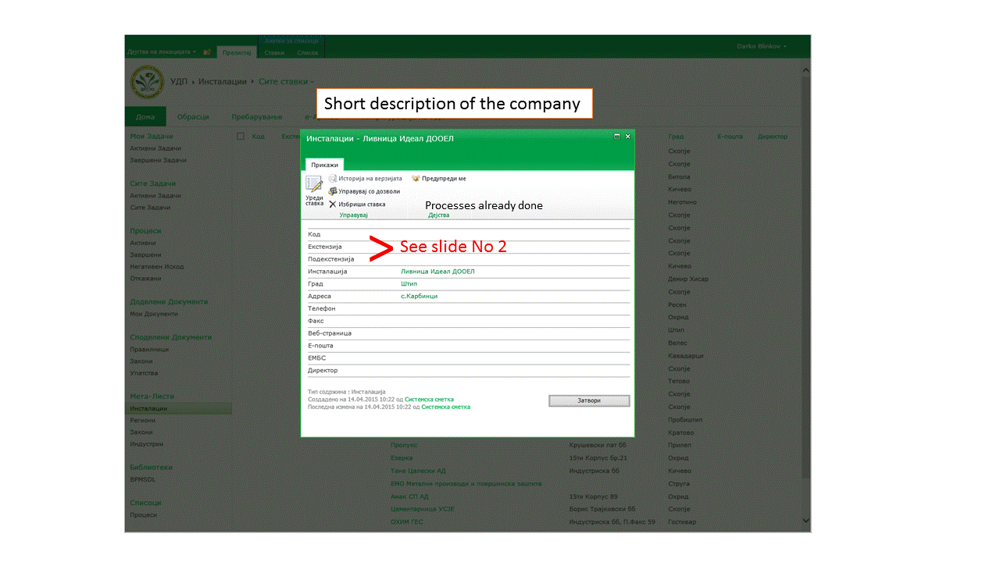 Алатки за списоци
Дејства на локацијата
Прелистај
Ставки
Список
Darko Blinkov
УДП
Инсталации
Сите ставки
Short description of the company
Дома
Обрасци
Пребарување
Мои Задачи
Активни Задачи
Завршени Задачи
Сите Задачи
Активни Задачи
Сите Задачи
Процеси
Активни
Завршени
Негативен Исход
Откажани
Доделени Документи
Мои Документи
Споделени Документи
Правилници
Закони
Упатства
Мета-Листи
Инсталации
Региони
Закони
Индустрии
Библиотеки
BPMSDL
Списоци
Процеси
Код
Инсталации - Ливница Идеал ДООЕЛ
Прикажи
Уреди
ставка
Историја на верзијата
Управувај со дозволи
Избриши ставка
Управувај
Предупреди ме
Processes already done
Дејства
Код
Екстензија
See slide No 2
Подекстензија
Инсталација Ливница Идеал ДООЕЛ
Град Штип
Адреса с.Карбинци
Телефон
Факс
Веб-страница
Е-пошта
ЕМБС
Директор
Тип содржина : Инсталација
Создадено на 14.04.2015 10:22 од Системска сметка
Последна измена на 14.04.2015 10:22 од Системска сметка
Затвори
Град Е-пошта Директор
Скопје
Скопје
Битола
Кичево
Неготино
Скопје
Скопје
Скопје
Скопје
Кичево
Демир Хисар
Скопје
Ресен
Охрид
Штип
Велес
Кавадарци
Скопје
Тетово
Скопје
Скопје
Пробиштип
Кратово
Пролукс Крушевски пат ББ Прилеп
Езерка 15ти Корпус бр.21 Охрид
Тане Цалески АД Индустриска ББ Кичево
ЕМО Метални производи и површинска заштита Струга
Анак СП АД 15ти Корпус 89 Охрид
Цементарница УСЈЕ Борис Трајковски ББ Скопје
ОХИМ ГЕС Индустриска ББ, П.Факс 59 Гостивар